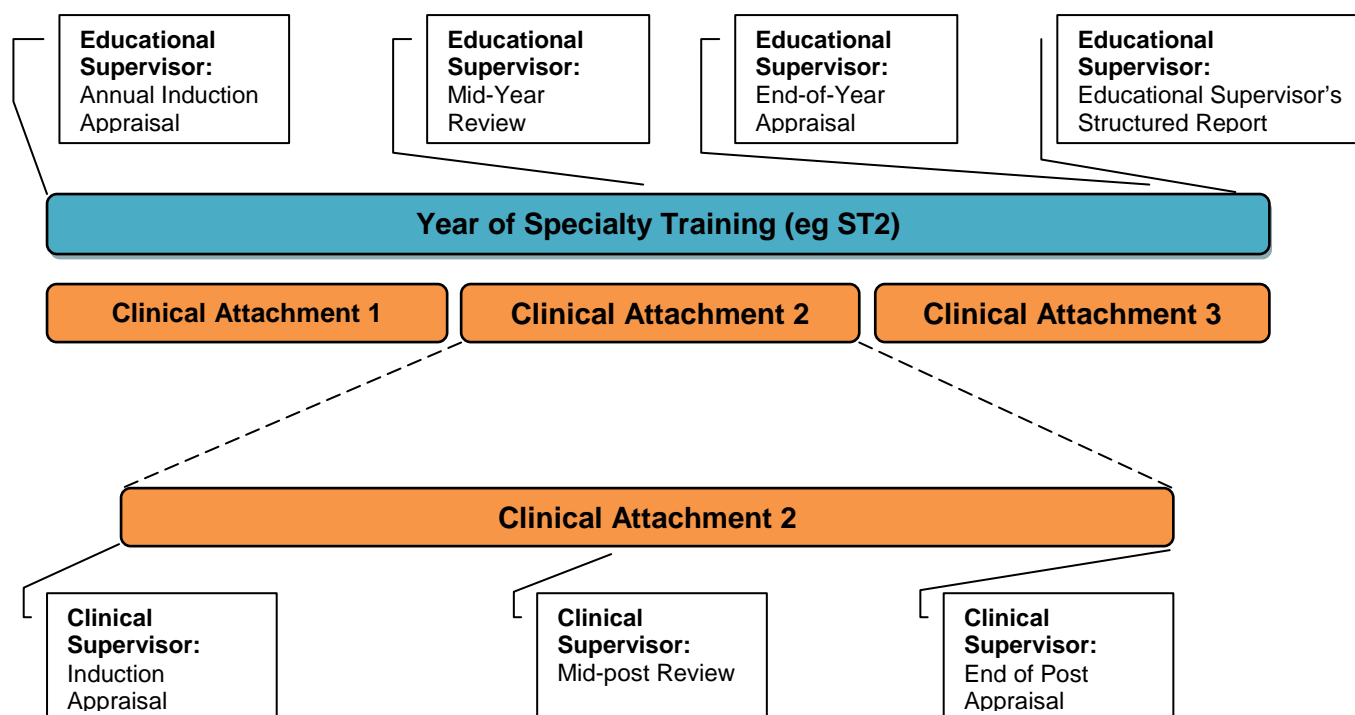 Educational
Supervisor:
Annual Induction
Appraisal
Educational
Supervisor:
Mid-Year
Review
Educational
Supervisor:
End-of-Year
Appraisal
Educational
Supervisor:
Educational Supervisor's
Structured Report
Year of Specialty Training (eg ST2)
Clinical Attachment 1
Clinical Attachment 2
Clinical Attachment 3
Clinical Attachment 2
Clinical
Supervisor:
Induction
Appraisal
Clinical
Supervisor:
Mid-post Review
Clinical
Supervisor:
End of Post
Appraisal